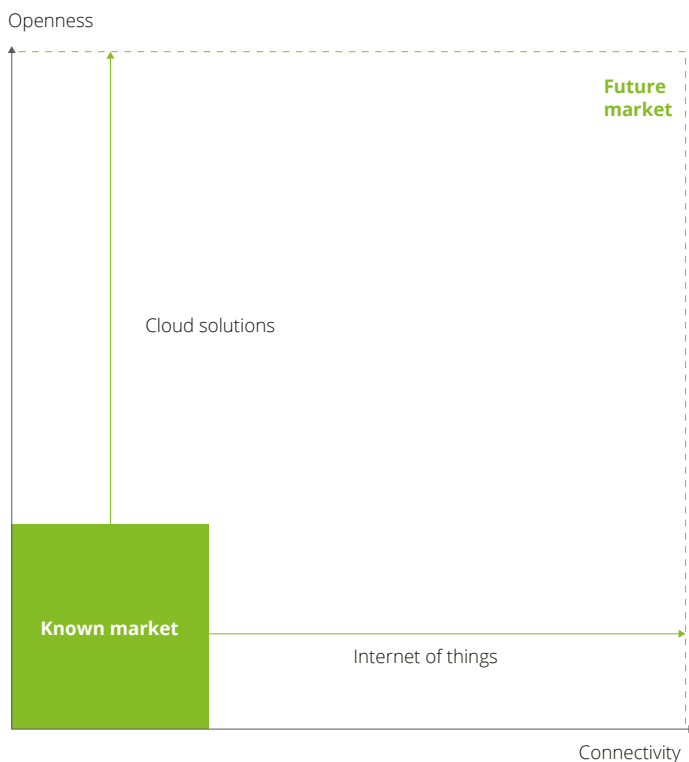 Openness
Future
market
Cloud solutions
Known market
Internet of things
Connectivity